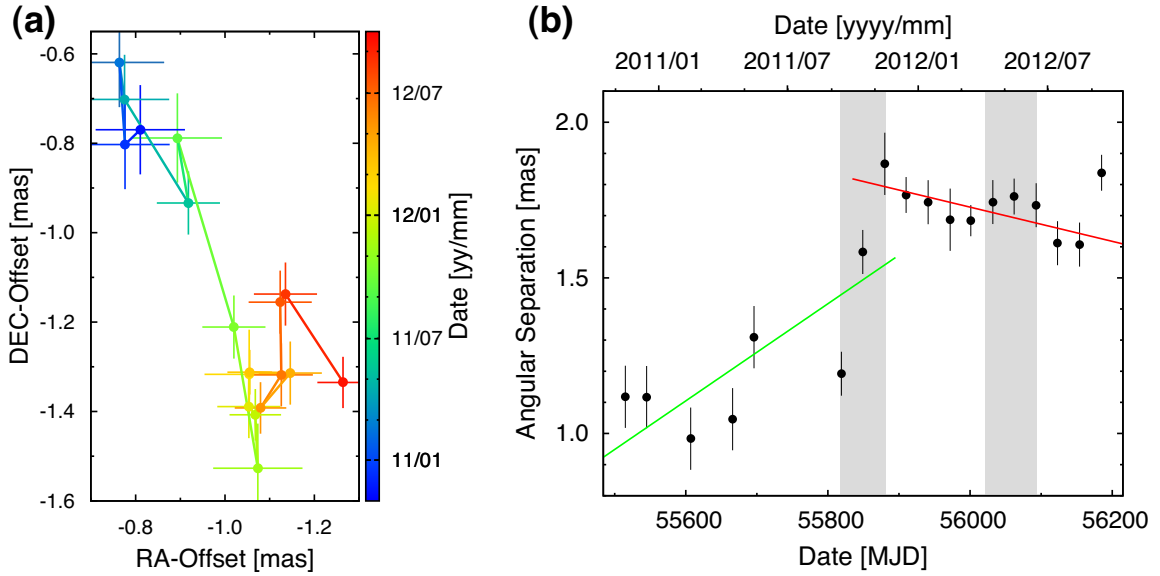 (a)
-0.6
-0.8
-1.0
-1.2
-1.4
-1.6
DEC-Offset [mas]
-0.8 -1.0 -1.2
RA-Offset [mas]
12/07
12/01
11/07
11/01
Date [yy/mm]
(b)
Date [yyyy/mm]
2011/01 2011/07 2012/01 2012/07
2.0
1.5
1.0
Angular Separation [mas]
55600 55800 56000 56200
Date [MJD]